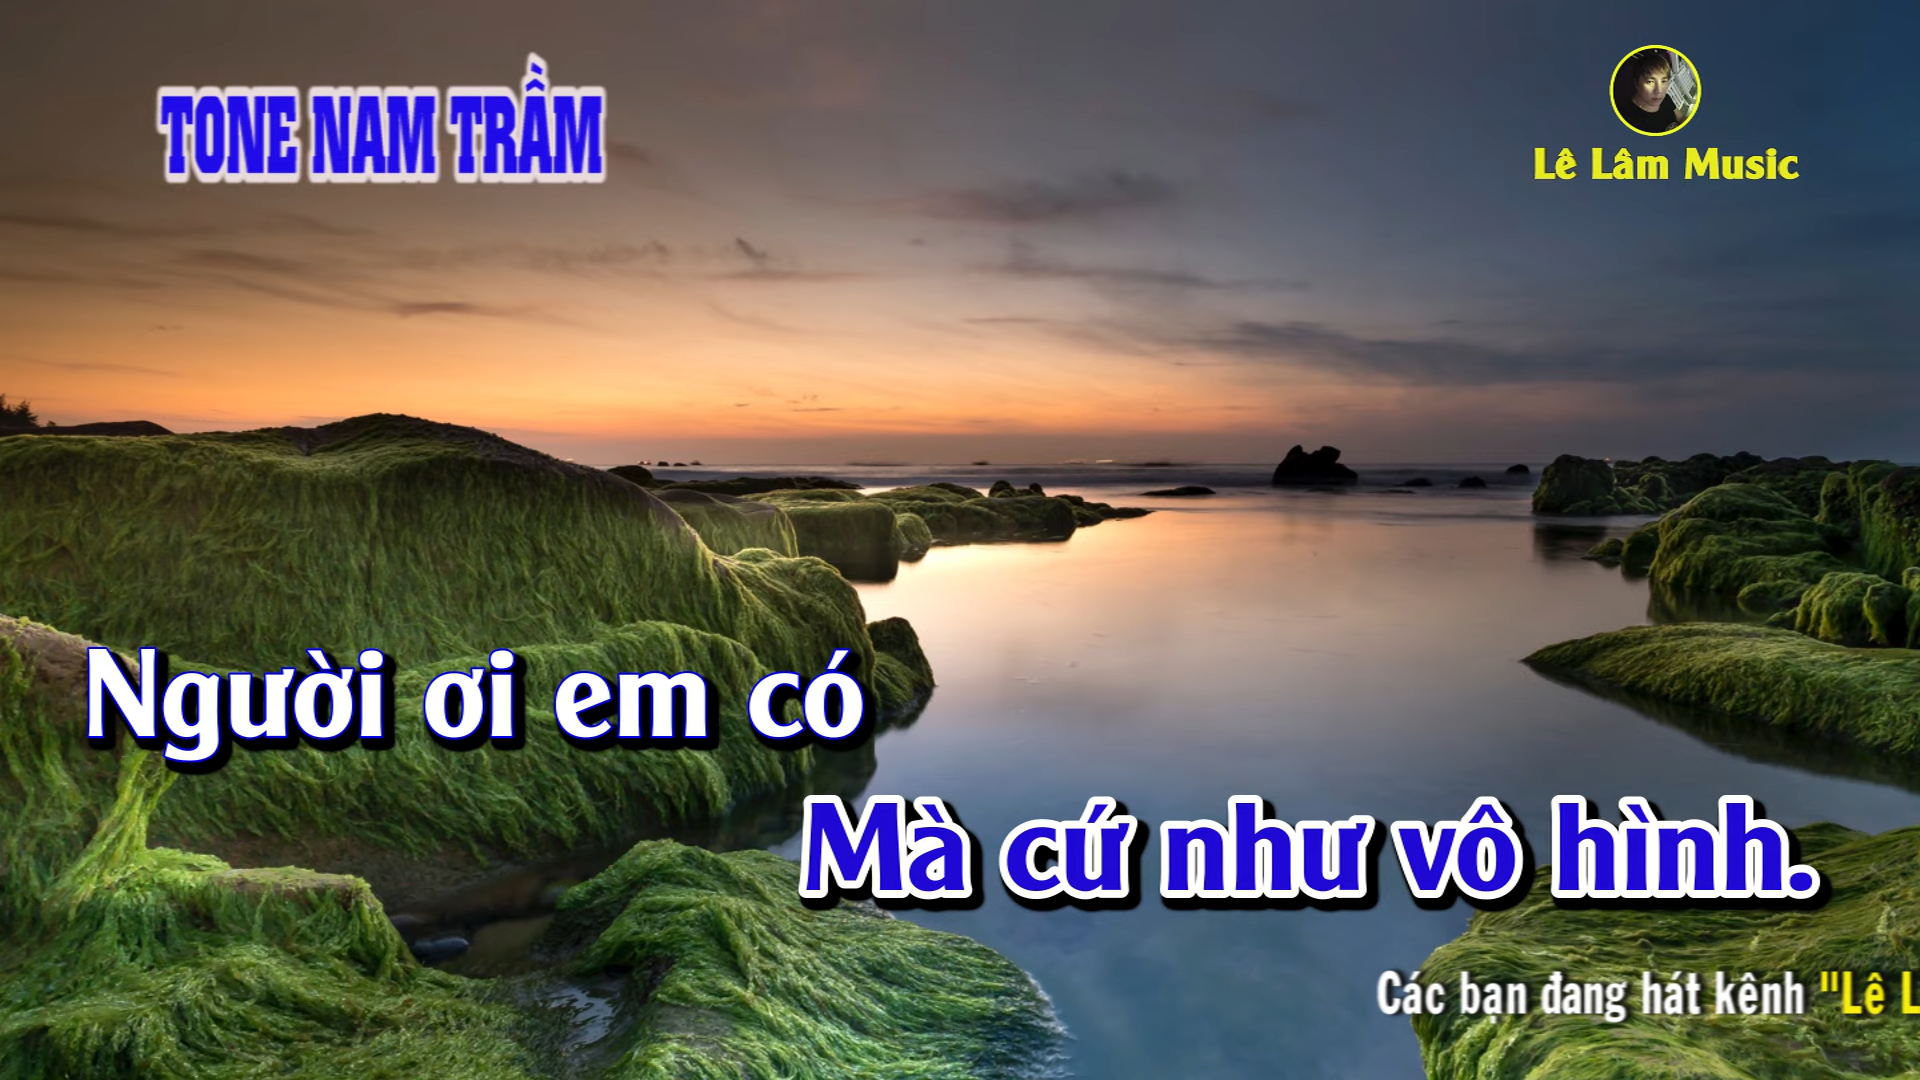 TONE NAM TRẦM
Lê Lâm Music
Người ơi em có
Mà cứ như vô hình.
Các bạn đang hát kênh "Lê L